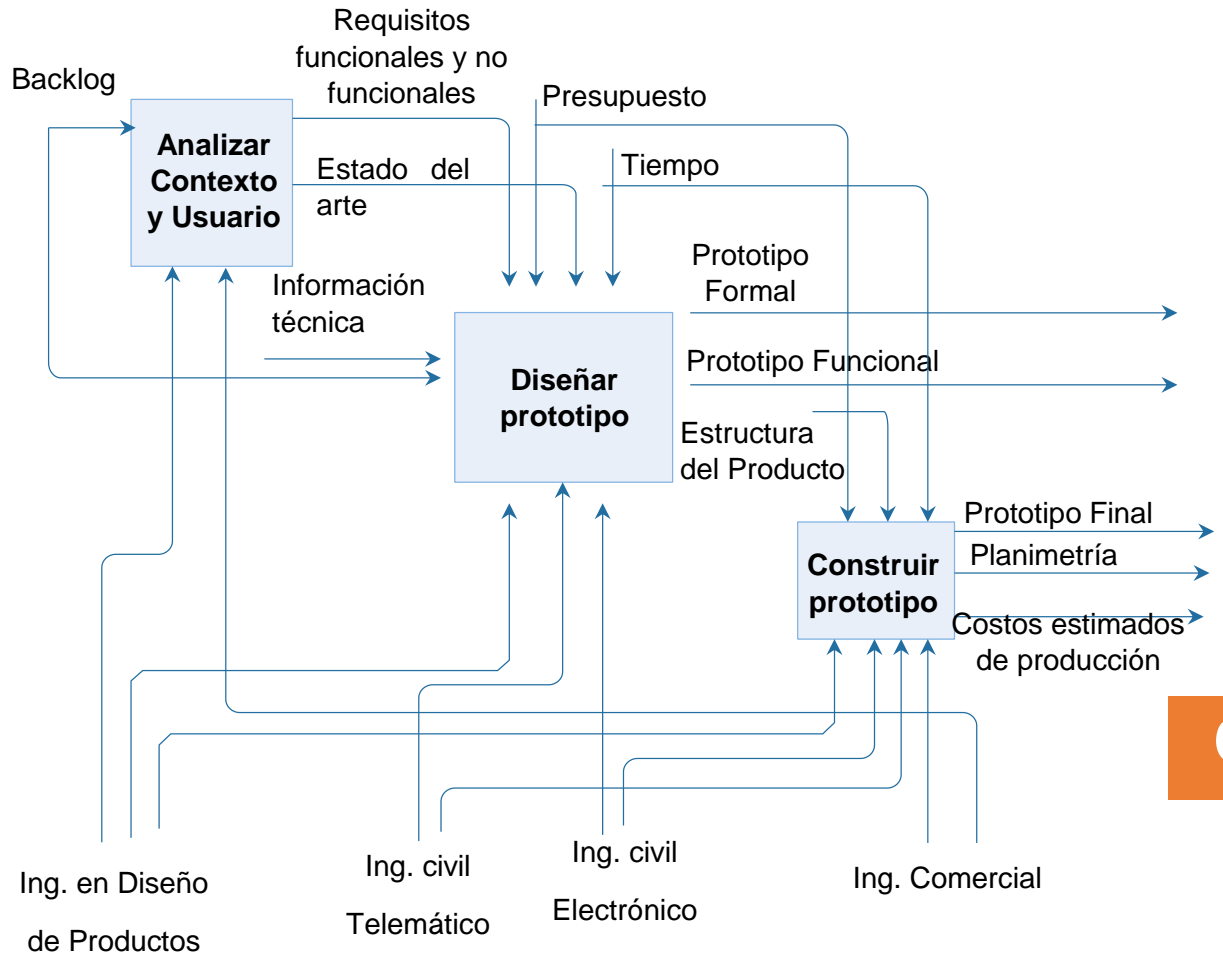 Requisitos
funcionales y no
funcionales
Backlog
Presupuesto
Analizar
Contexto
y Usuario
Estado del
arte
Tiempo
Prototipo
Formal
Información
técnica
Prototipo Funcional
Diseñar
prototipo
Estructura
del Producto
Prototipo Final
Planimetría
Construir
prototipo
Costos estimados
de producción
Ing. en Diseño
de Productos
Ing. civil
Telemático
Ing. civil
Electrónico
Ing. Comercial